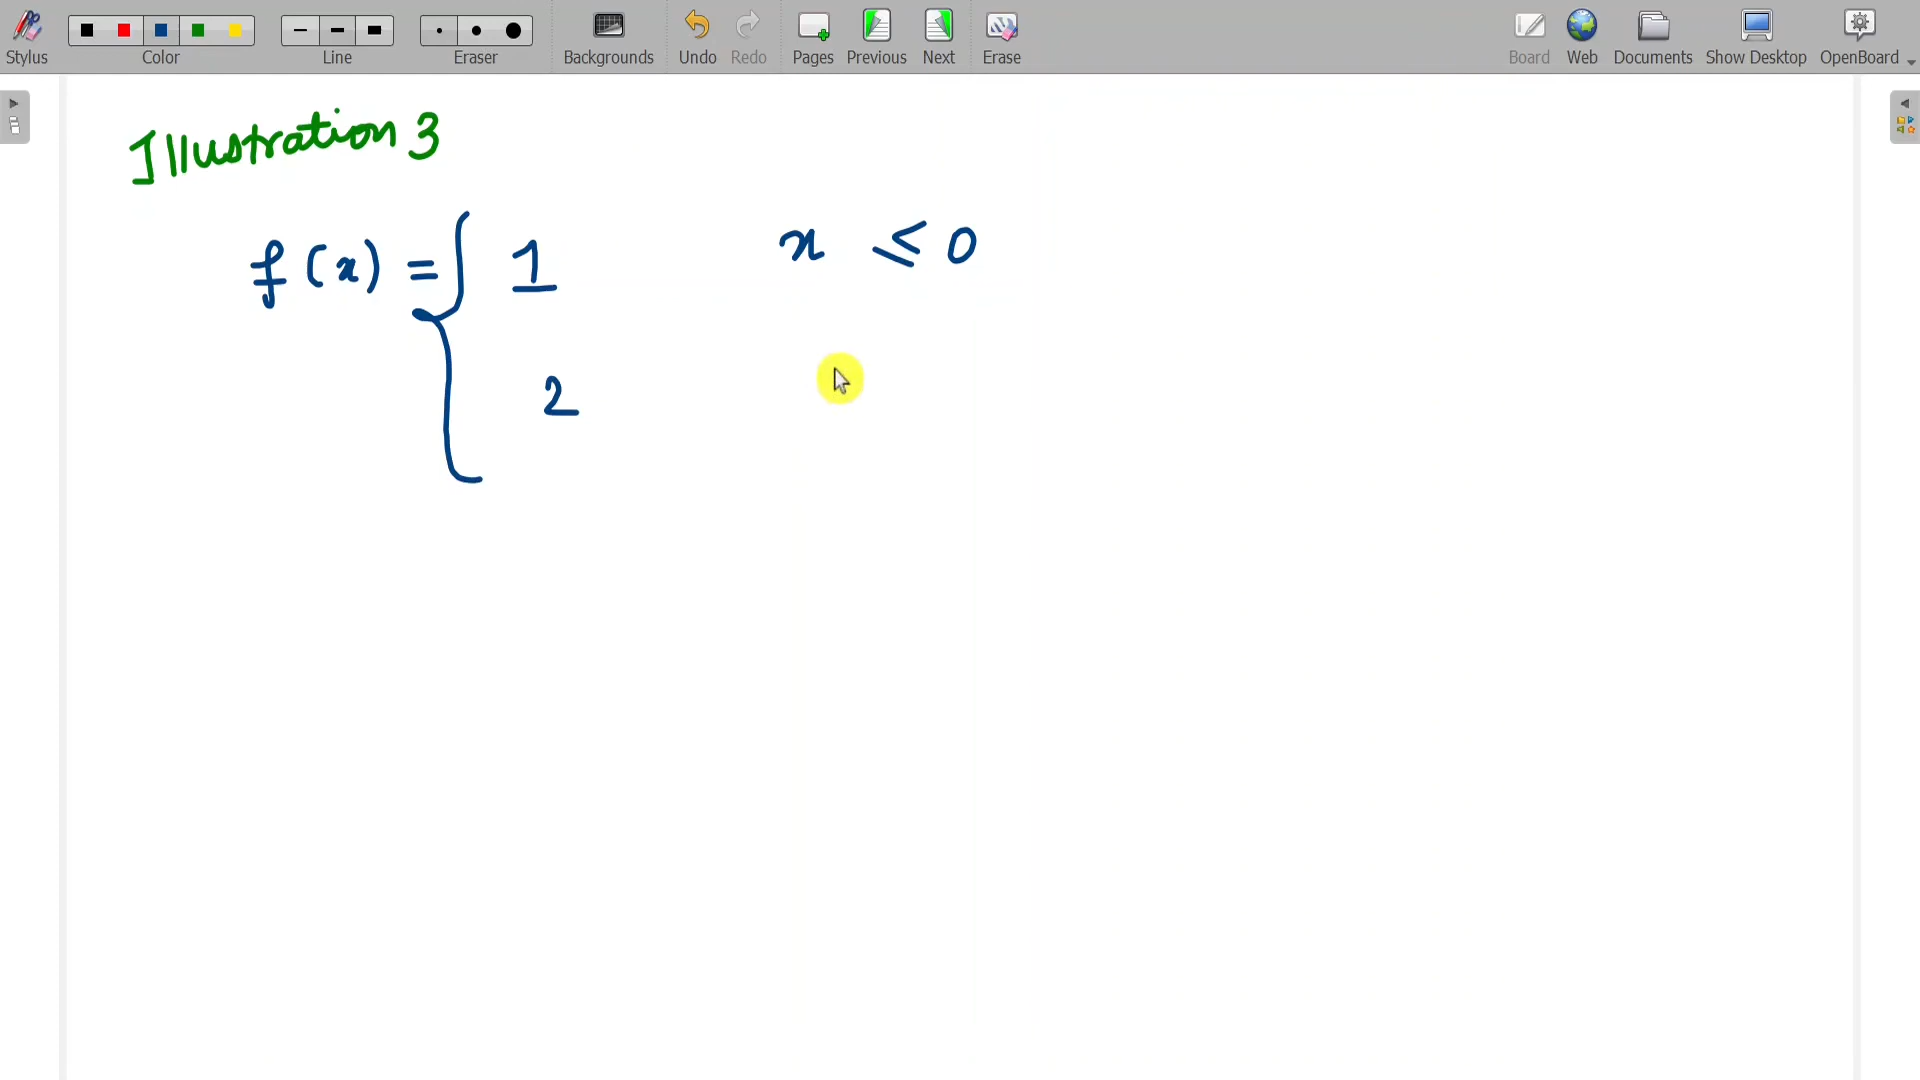 Stylus Color Line Eraser Backgrounds Undo Redo Pages Previous Next Erase Board Web Documents Show Desktop OpenBoard
Illustration 3
f(x) = { 1 x ≤ 0
2